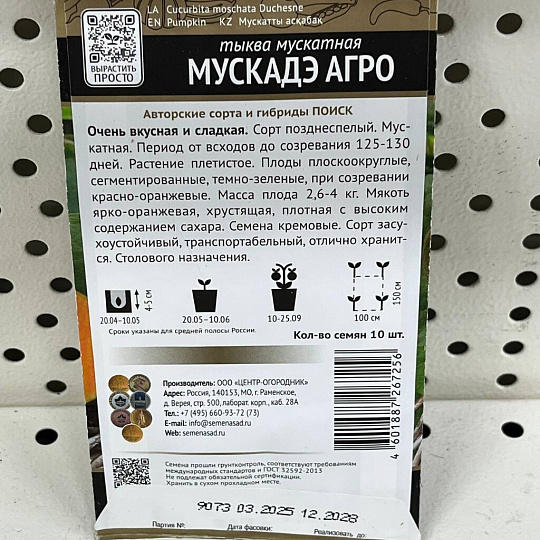 LA Cucurbita moschata Duchesne
EN Pumpkin KZ Мускатты асқабак
ВЫРАСТИТЬ
ПРОСТО
тыква мускатная
МУСКАДЭ АГРО
Авторские сорта и гибриды ПОИСК
Очень вкусная и сладкая. Сорт позднеспелый. Мус-
катная. Период от всходов до созревания 125-130
дней. Растение плетистое. Плоды плоскоокруглые,
сегментированные, темно-зеленые, при созревании
красно-оранжевые. Масса плода 2,6-4 кг. Мякоть
ярко-оранжевая, хрустящая, плотная с высоким
содержанием сахара. Семена кремовые. Сорт засу-
хоустойчивый, транспортабельный, отлично хранит-
ся. Столового назначения.
4-5 см
150 см
100 см
20.04-10.05
20.05-10.06
10-25.09
Сроки указаны для средней полосы России.
Кол-во семян 10 шт.
Производитель: ООО «ЦЕНТР-ОГОРОДНИК»
Адрес: Россия, 140153, МО, г. Раменское,
д. Верея, стр. 500, лаборат. корп., каб. 28А
Тел.: +7 (495) 660-93-72 (73)
E-mail: info@semenasad.ru
Web: semenasad.ru
4 601887 267256
Семена прошли грунтконтроль, соответствуют требованиям
международных стандартов и ГОСТ 32592-2013
Не подлежат обязательной сертификации.
Хранить в сухом прохладном месте.
9073 03.2025 12.2028
Партия №: Дата фасовки: Реализовать до: